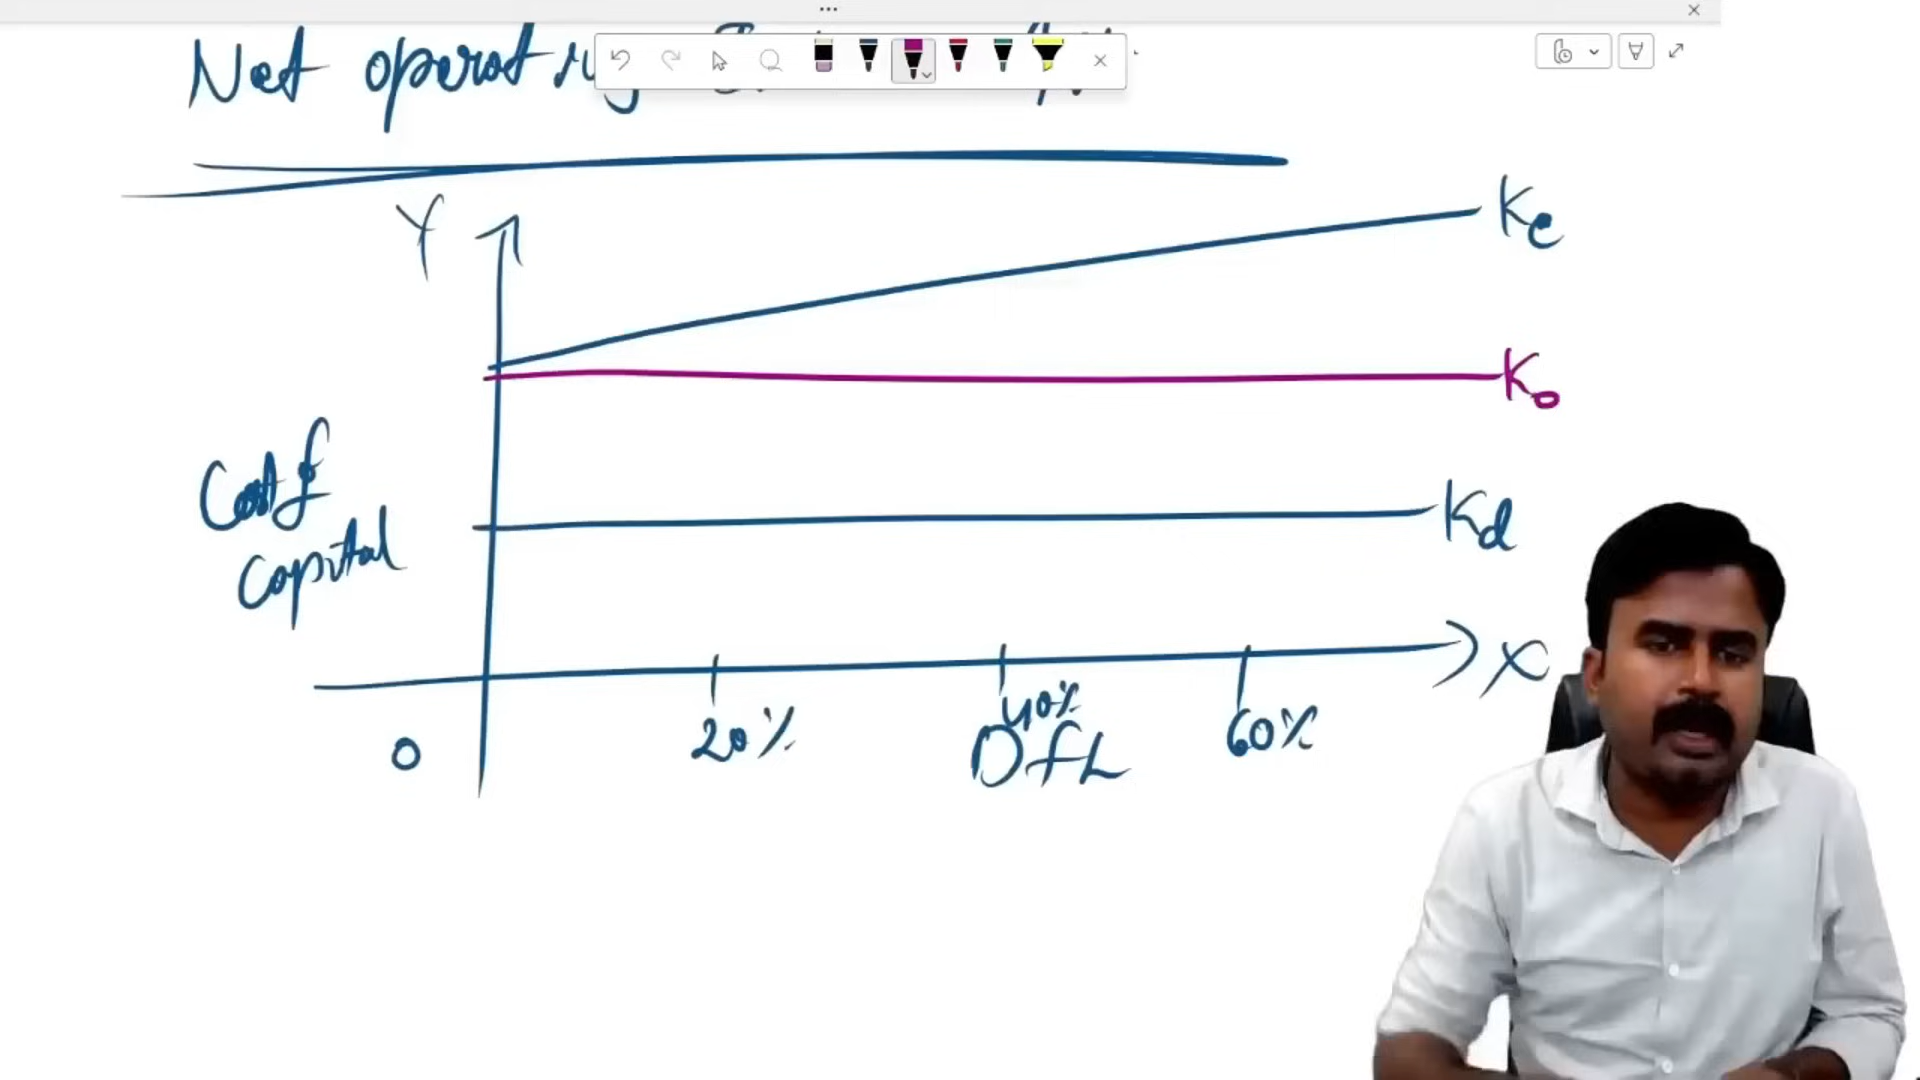 Net operating
Y
Ke
Ko
Cost of
capital
Kd
X
0
20%
40%
60%
DFL